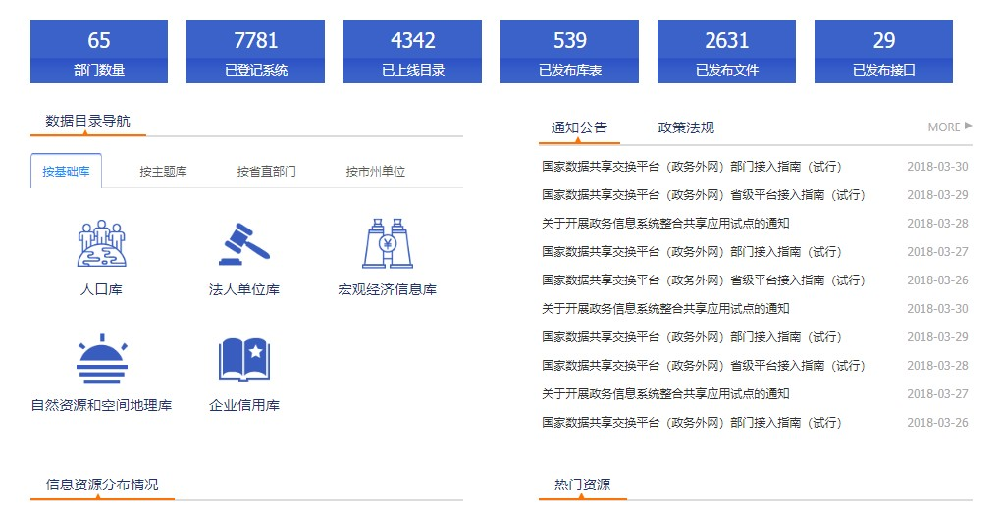 65
部门数量
7781
已登记系统
4342
已上线目录
539
已发布库表
2631
已发布文件
29
已发布接口
数据目录导航
按基础库 按主题库 按省直部门 按市州单位
人口库 法人单位库 宏观经济信息库
自然资源和空间地理库 企业信用库
通知公告 政策法规 MORE
国家数据共享交换平台（政务外网）部门接入指南（试行） 2018-03-30
国家数据共享交换平台（政务外网）省级平台接入指南（试行） 2018-03-29
关于开展政务信息系统整合共享应用试点的通知 2018-03-28
国家数据共享交换平台（政务外网）部门接入指南（试行） 2018-03-27
国家数据共享交换平台（政务外网）省级平台接入指南（试行） 2018-03-26
关于开展政务信息系统整合共享应用试点的通知 2018-03-30
国家数据共享交换平台（政务外网）部门接入指南（试行） 2018-03-29
国家数据共享交换平台（政务外网）省级平台接入指南（试行） 2018-03-28
关于开展政务信息系统整合共享应用试点的通知 2018-03-27
国家数据共享交换平台（政务外网）部门接入指南（试行） 2018-03-26
信息资源分布情况
热门资源